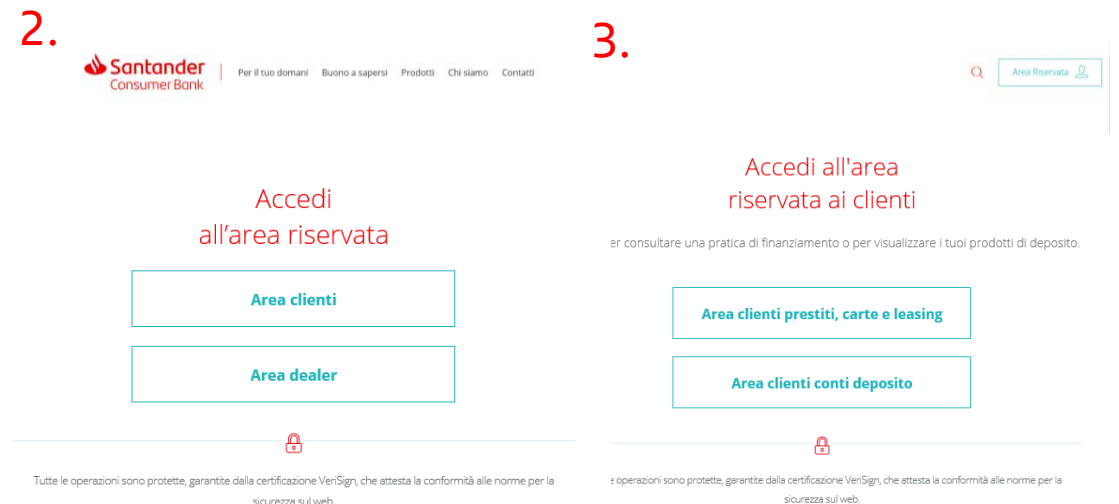 2.
Santander
Consumer Bank
Per il tuo domani Buono a sapersi Prodotti Chi siamo Contatti
Accedi
all’area riservata
Area clienti
Area dealer
Tutte le operazioni sono protette, garantite dalla certificazione VeriSign, che attesta la conformità alle norme per la
sicurezza sul web.
3.
Area Riservata
Accedi all'area
riservata ai clienti
er consultare una pratica di finanziamento o per visualizzare i tuoi prodotti di deposito.
Area clienti prestiti, carte e leasing
Area clienti conti deposito
e operazioni sono protette, garantite dalla certificazione VeriSign, che attesta la conformità alle norme per la
sicurezza sul web.